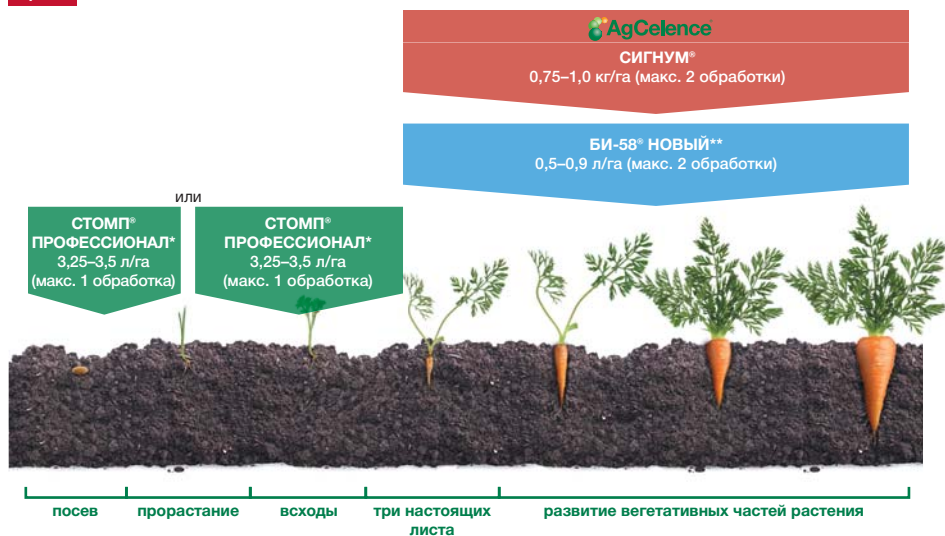 AgCelence®
СИГНУМ®
0,75–1,0 кг/га (макс. 2 обработки)
БИ-58® НОВЫЙ**
0,5–0,9 л/га (макс. 2 обработки)
или
СТОМП®
ПРОФЕССИОНАЛ*
3,25–3,5 л/га
(макс. 1 обработка)
СТОМП®
ПРОФЕССИОНАЛ*
3,25–3,5 л/га
(макс. 1 обработка)
посев
прорастание
всходы
три настоящих
листа
развитие вегетативных частей растения